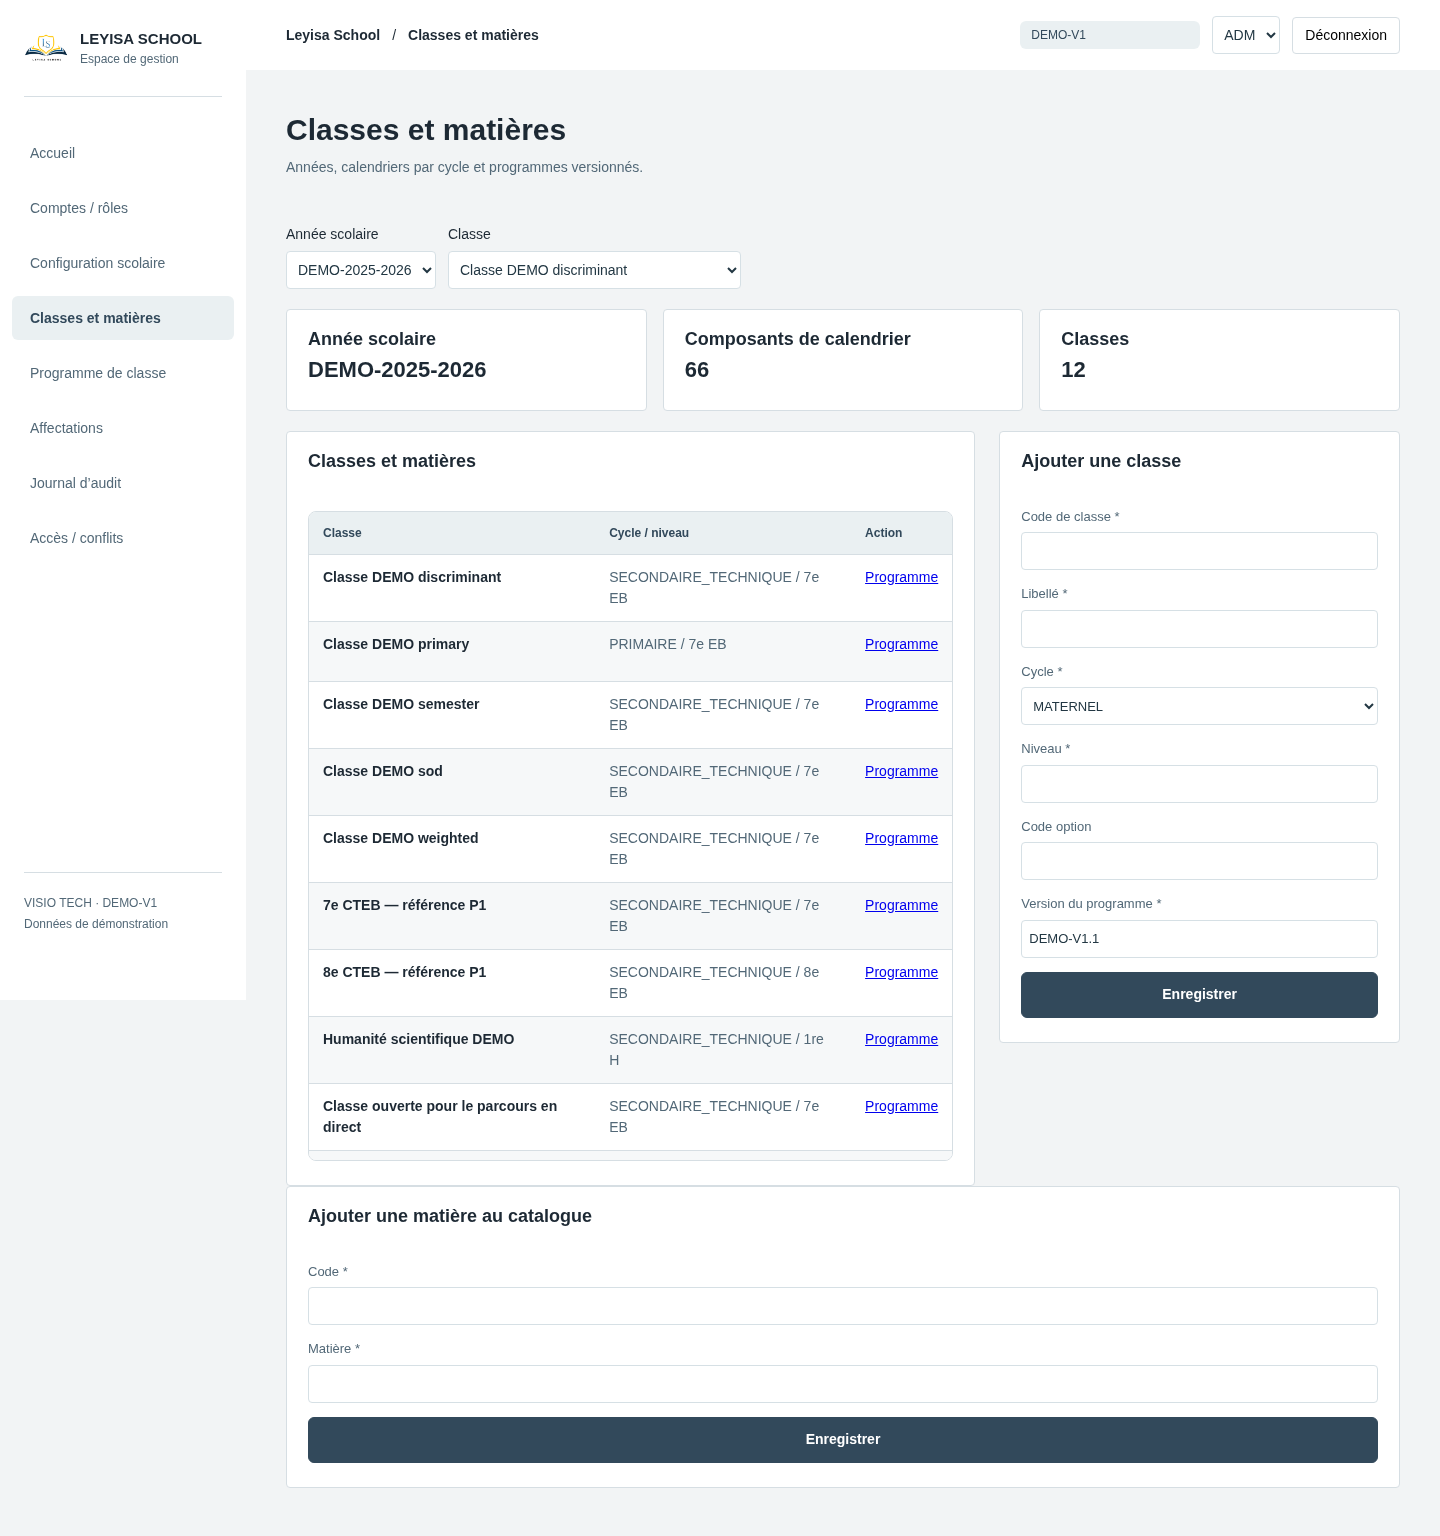 LEYISA SCHOOL
Espace de gestion
Accueil
Comptes / rôles
Configuration scolaire
Classes et matières
Programme de classe
Affectations
Journal d’audit
Accès / conflits
VISIO TECH · DEMO-V1
Données de démonstration
Leyisa School / Classes et matières
DEMO-V1
ADM
Déconnexion
Classes et matières
Années, calendriers par cycle et programmes versionnés.
Année scolaire
Classe
DEMO-2025-2026
Classe DEMO discriminant
Année scolaire
DEMO-2025-2026
Composants de calendrier
66
Classes
12
Classes et matières
Classe Cycle / niveau Action
Classe DEMO discriminant SECONDAIRE_TECHNIQUE / 7e Programme
EB
Classe DEMO primary PRIMAIRE / 7e EB Programme
Classe DEMO semester SECONDAIRE_TECHNIQUE / 7e Programme
EB
Classe DEMO sod SECONDAIRE_TECHNIQUE / 7e Programme
EB
Classe DEMO weighted SECONDAIRE_TECHNIQUE / 7e Programme
EB
7e CTEB — référence P1 SECONDAIRE_TECHNIQUE / 7e Programme
EB
8e CTEB — référence P1 SECONDAIRE_TECHNIQUE / 8e Programme
EB
Humanité scientifique DEMO SECONDAIRE_TECHNIQUE / 1re Programme
H
Classe ouverte pour le parcours en SECONDAIRE_TECHNIQUE / 7e Programme
direct EB
Ajouter une classe
Code de classe *
Libellé *
Cycle *
MATERNEL
Niveau *
Code option
Version du programme *
DEMO-V1.1
Enregistrer
Ajouter une matière au catalogue
Code *
Matière *
Enregistrer